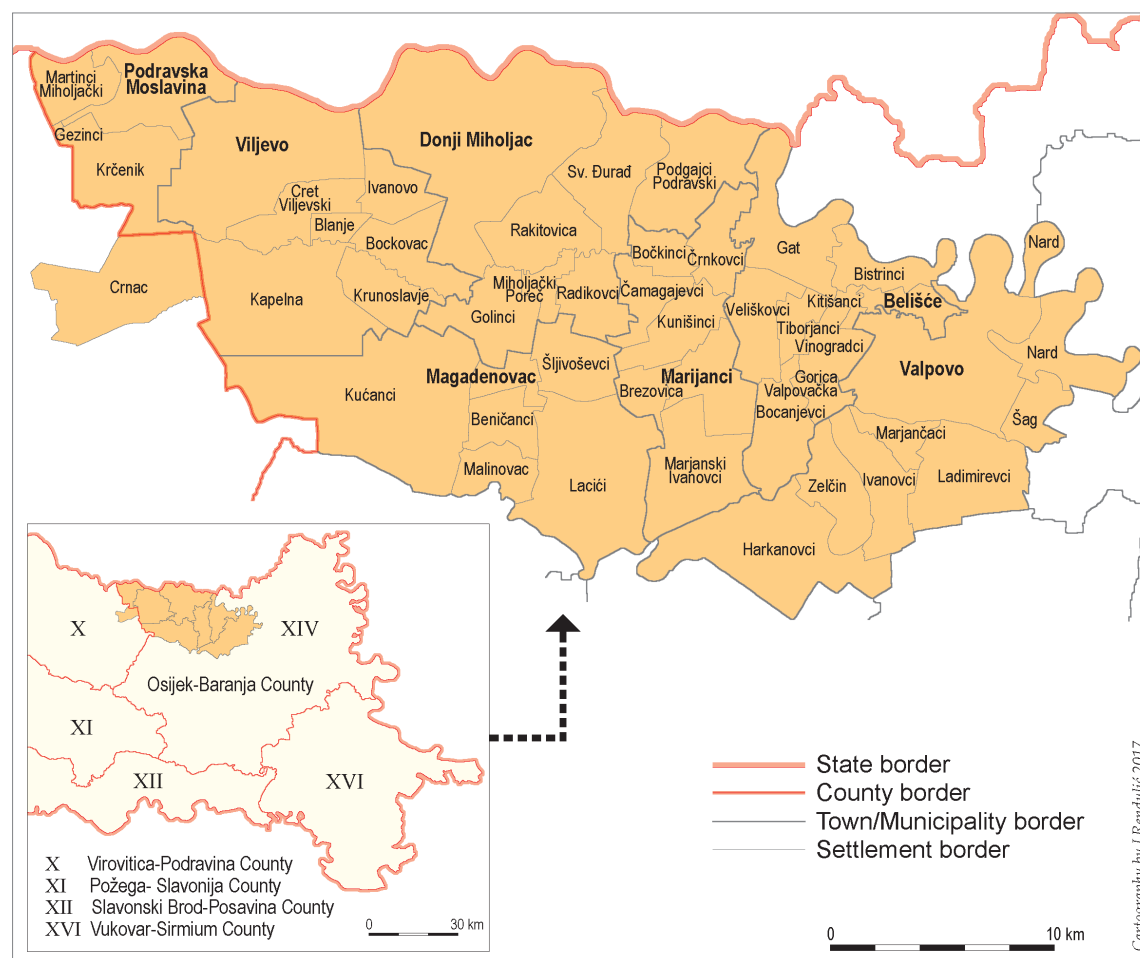 Martinci
Miholjački
Podravska
Moslavina
Gezinci
Krčenik
Viljevo
Donji Miholjac
Sv. Đurađ
Podgajci
Podravski
Ivanovo
Cret
Viljevski
Blanje
Bockovac
Rakitovica
Bočkinci
Črnkovci
Gat
Nard
Bistrinci
Crnac
Kapelna
Krunoslavje
Miholjački
Poreč
Radikovci
Golinci
Čamagajevci
Kunišinci
Veliškovci
Kitišanci
Belišće
Tiborjanci
Vinogradci
Nard
Valpovo
Šljivoševci
Magadenovac
Kućanci
Brezovica
Marijanci
Gorica
Valpovačka
Bocanjevci
Beničanci
Šag
Marjančaci
Malinovac
Lacići
Marjanski
Ivanovci
Zelčin
Ivanovci
Ladimirevci
Harkanovci
X
XIV
Osijek-Baranja County
XI
XII
XVI
X Virovitica-Podravina County
XI Požega- Slavonija County
XII Slavonski Brod-Posavina County
XVI Vukovar-Sirmium County
0 30 km
State border
County border
Town/Municipality border
Settlement border
0 10 km
Cartography by I.Rendulić 2017